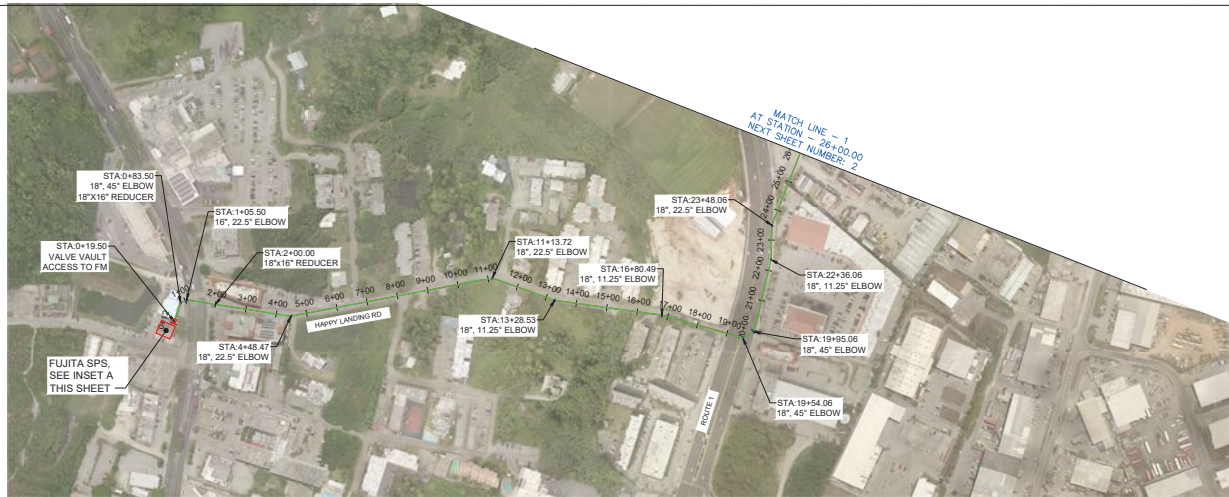 MATCH LINE - 1
AT STATION - 26+00.00
NEXT SHEET NUMBER: 2
STA:0+83.50
18", 45° ELBOW
18"X16" REDUCER
STA:1+05.50
16", 22.5° ELBOW
STA:0+19.50
VALVE VAULT
ACCESS TO FM
STA:2+00.00
18"x16" REDUCER
STA:11+13.72
18", 22.5° ELBOW
STA:23+48.06
18", 22.5° ELBOW
STA:16+80.49
18", 11.25° ELBOW
STA:22+36.06
18", 11.25° ELBOW
2+00
3+00
4+00
5+00
6+00
7+00
8+00
9+00
10+00
11+00
12+00
13+00
14+00
15+00
16+00
17+00
18+00
19+00
21+00
22+00
23+00
24+00
25+00
26
HAPPY LANDING RD
STA:4+48.47
18", 22.5° ELBOW
STA:13+28.53
18", 11.25° ELBOW
STA:19+95.06
18", 45° ELBOW
STA:19+54.06
18", 45° ELBOW
FUJITA SPS,
SEE INSET A
THIS SHEET
ROUTE 1